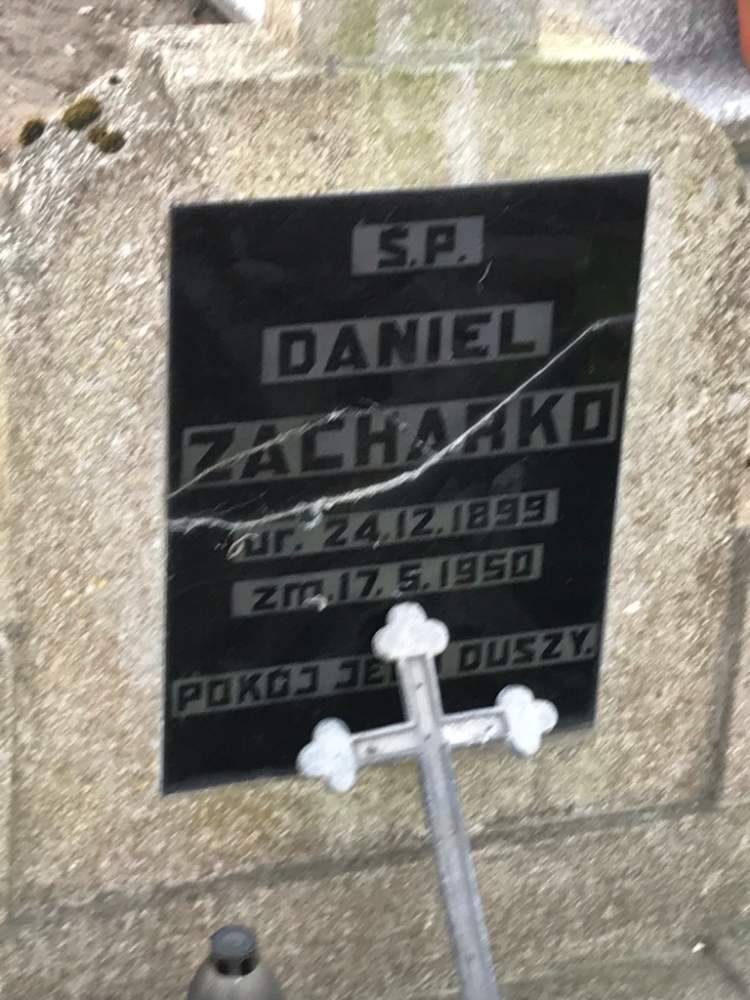 Ś.P.
DANIEL
ZACHARKO
ur. 24.12.1899
zm. 17.5.1950
POKÓJ DUSZY.